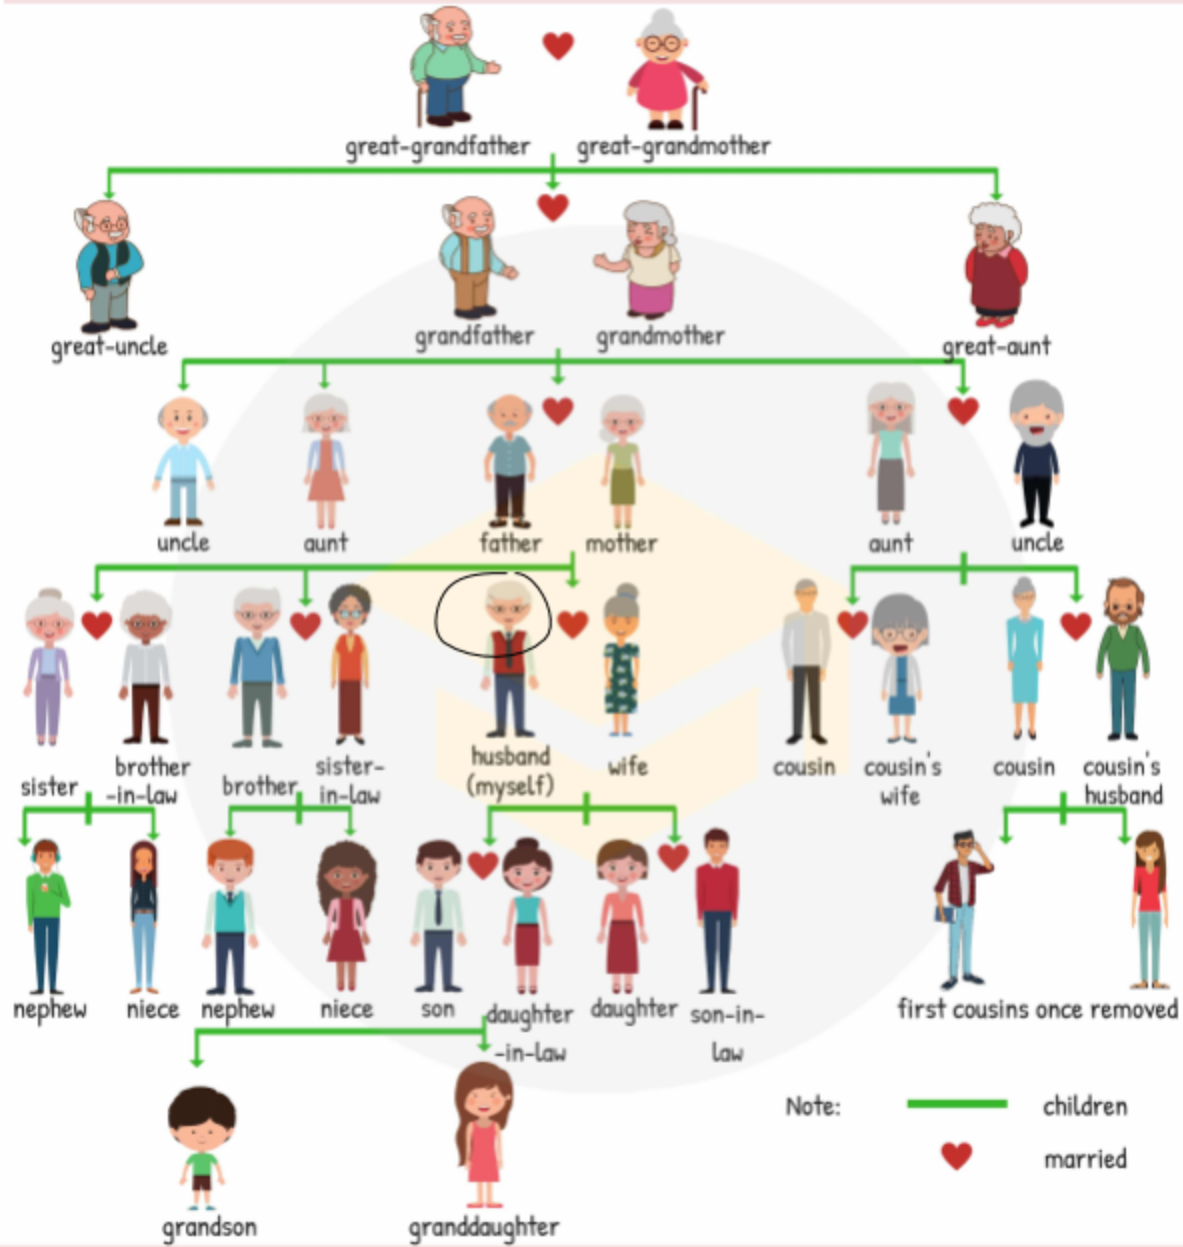 great-grandfather great-grandmother
great-uncle
grandfather grandmother
great-aunt
uncle aunt father mother aunt uncle
sister
brother
-in-law
brother
sister-
in-law
husband
(myself)
wife
cousin
cousin's
wife
cousin
cousin's
husband
nephew niece nephew niece son
daughter
-in-law
daughter
son-in-
law
first cousins once removed
Note: children
married
grandson granddaughter